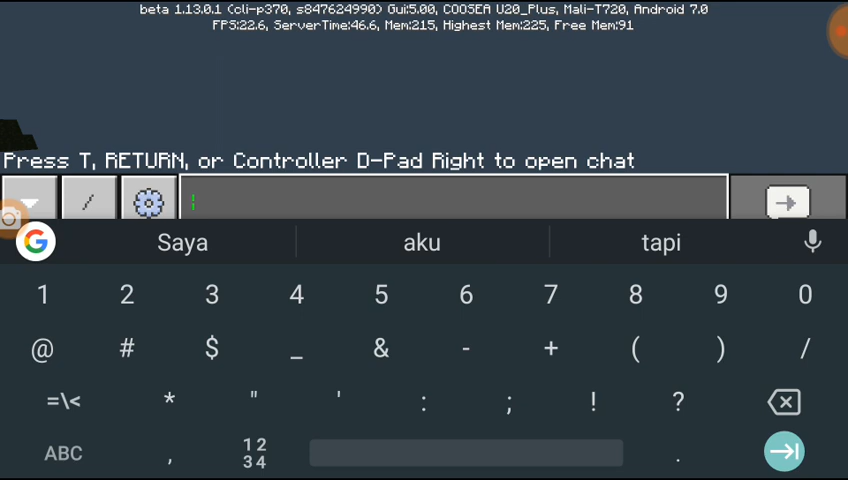 beta 1.13.0.1 (cli-p370, s847624990) Gui:5.00, COOSEA U20_Plus, Mali-T720, Android 7.0
FPS:22.6, ServerTime:46.6, Mem:215, Highest Mem:225, Free Mem:91
Press T, RETURN, or Controller D-Pad Right to open chat
/
G Saya aku tapi
1 2 3 4 5 6 7 8 9 0
@ # $ _ & - + ( ) /
=\< * " ' : ; ! ?
ABC , 12 34 .